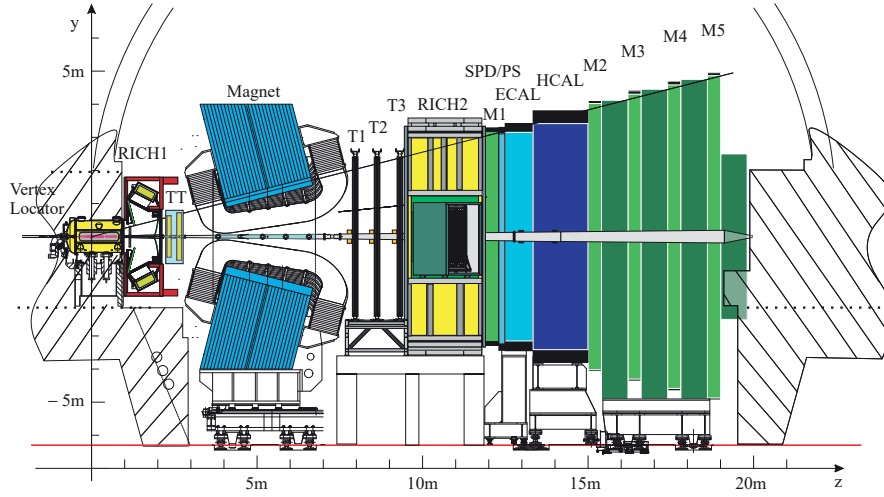 y
5m
Magnet
RICH1
TT
Vertex
Locator
T1
T2
T3
RICH2
M1
SPD/PS
ECAL
HCAL
M2
M3
M4
M5
– 5m
5m
10m
15m
20m
z